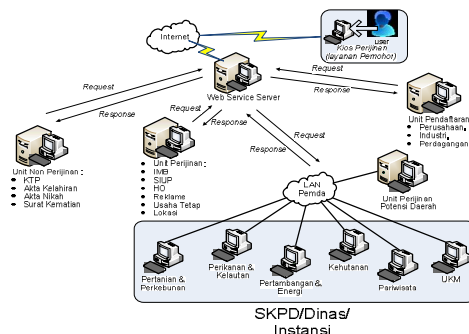 Internet
User
Kios Perijinan
(layanan Pemohon)
Request
Response
Web Service Server
Request
Response
Request
Response
Request
Response
Unit Non Perijinan :
• KTP
• Akta Kelahiran
• Akta Nikah
• Surat Kematian
Unit Perijinan :
• IMB
• SIUP
• HO
• Reklame
• Usaha Tetap
• Lokasi
Unit Pendaftaran
• Perusahaan,
• Industri,
• Perdagangan
LAN
Pemda
Unit Perijinan
Potensi Daerah
Pertanian &
Perkebunan
Perikanan &
Kelautan
Pertambangan &
Energi
Kehutanan
Pariwisata
UKM
SKPD/Dinas/
Instansi